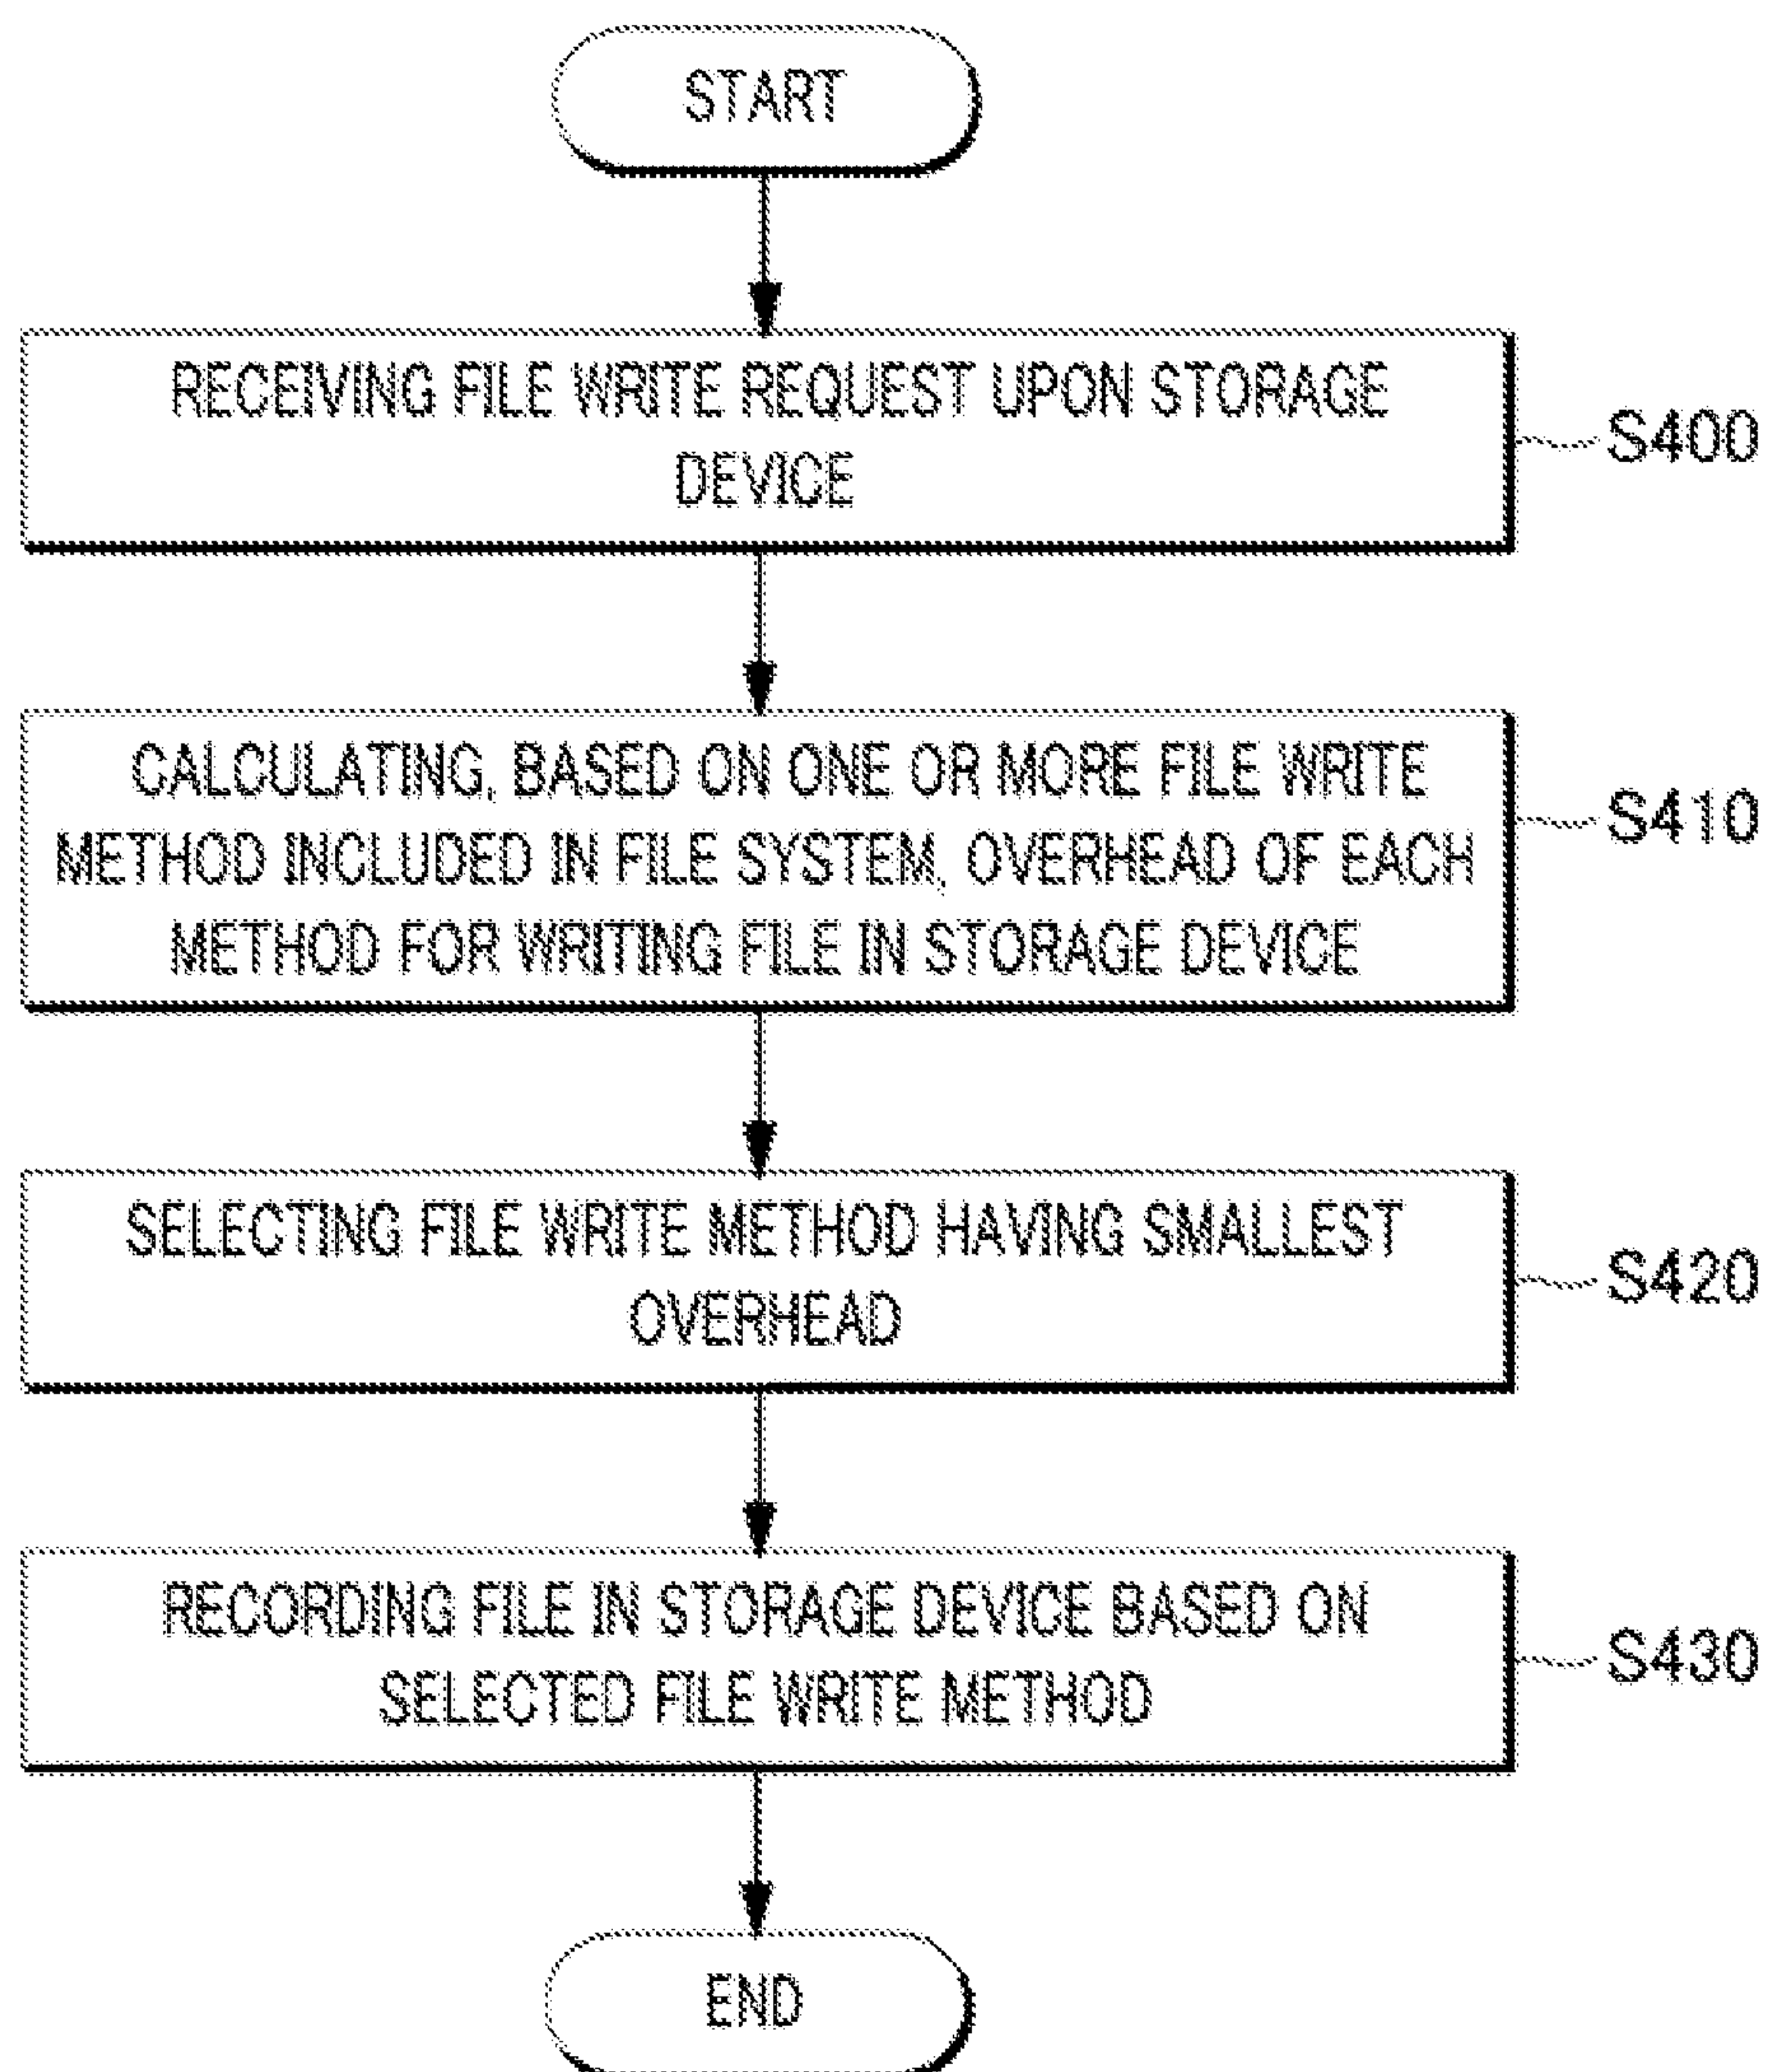 START
RECEIVING FILE WRITE REQUEST UPON STORAGE
DEVICE
S400
CALCULATING, BASED ON ONE OR MORE FILE WRITE
METHOD INCLUDED IN FILE SYSTEM, OVERHEAD OF EACH
METHOD FOR WRITING FILE IN STORAGE DEVICE
S410
SELECTING FILE WRITE METHOD HAVING SMALLEST
OVERHEAD
S420
RECORDING FILE IN STORAGE DEVICE BASED ON
SELECTED FILE WRITE METHOD
S430
END